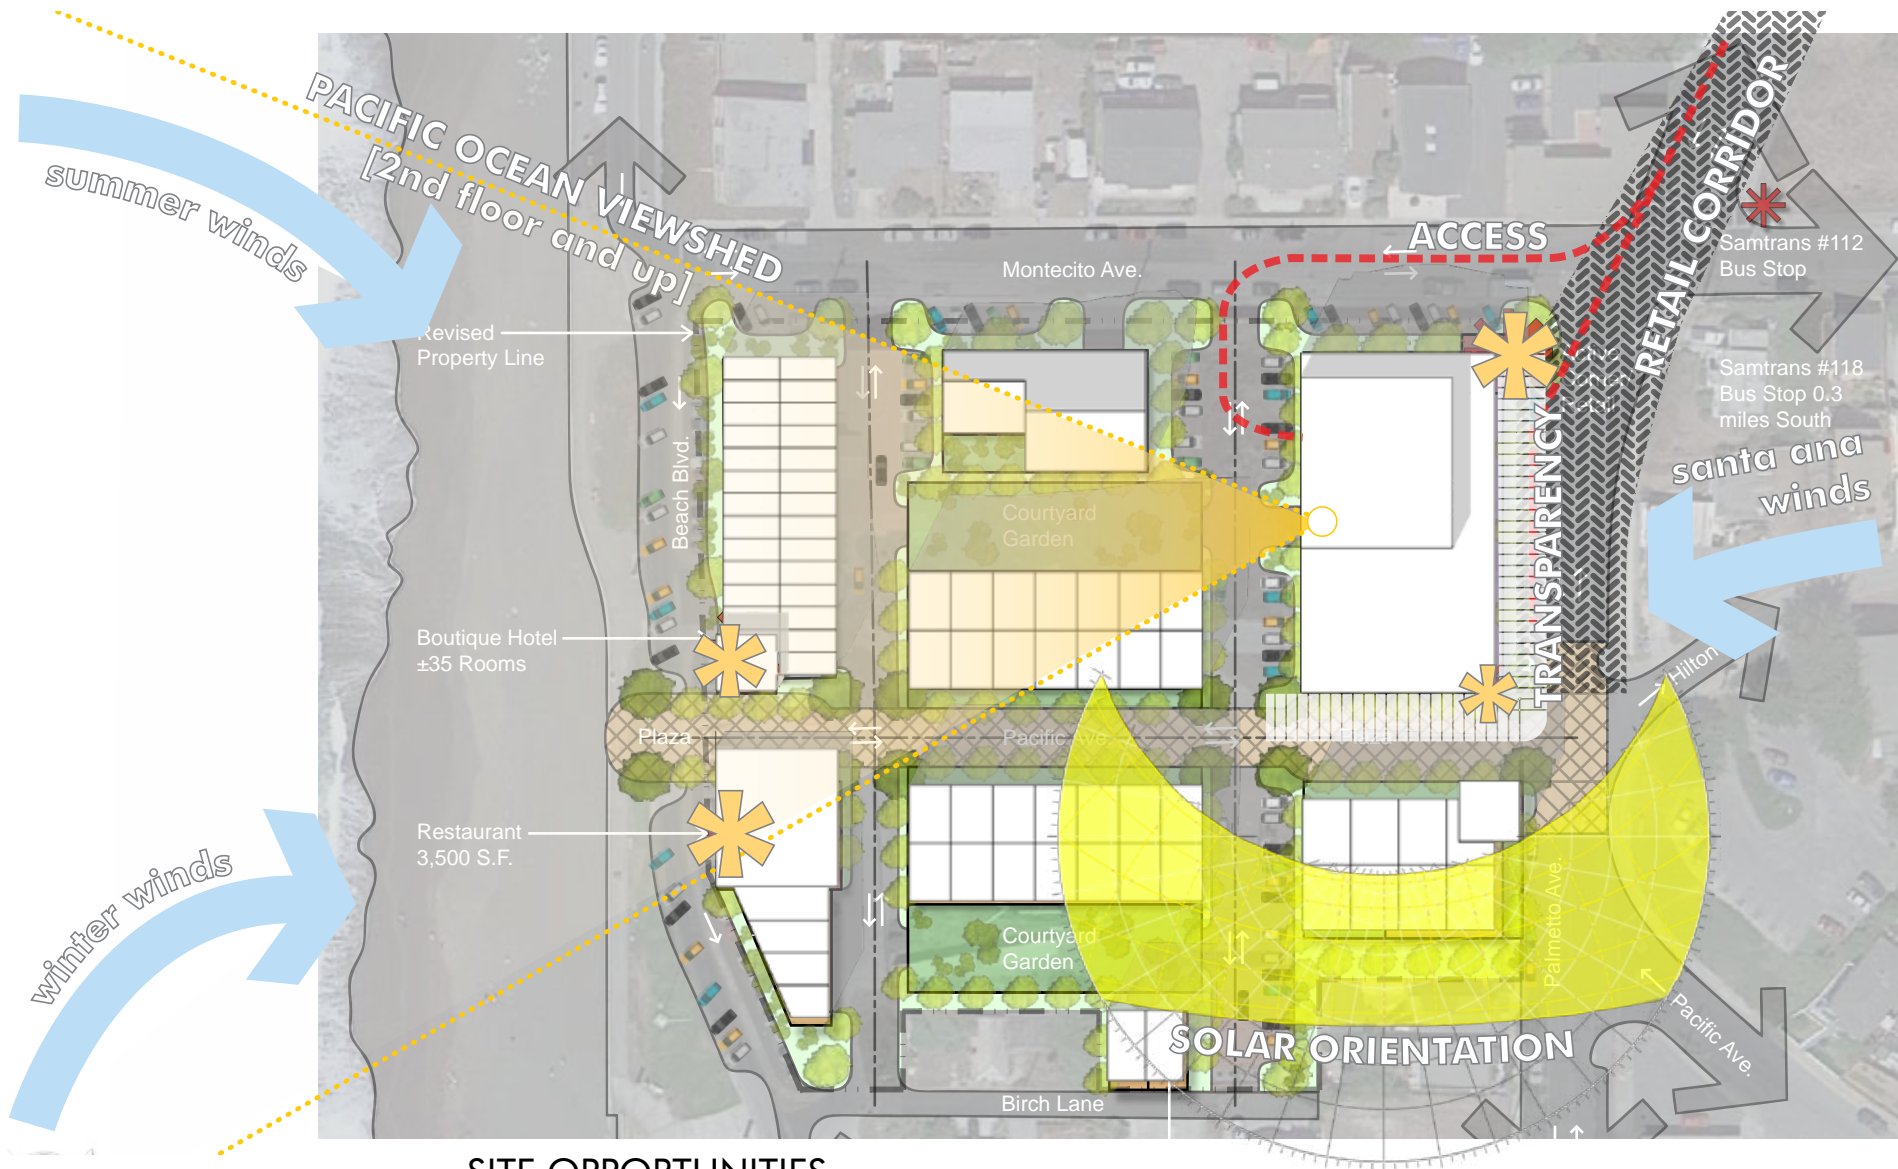 PACIFIC OCEAN VIEWSHED
[2nd floor and up]
summer winds
RETAIL CORRIDOR
ACCESS
Montecito Ave.
Samtrans #112
Bus Stop
Revised
Property Line
Samtrans #118
Bus Stop 0.3
miles South
santa ana
winds
TRANSPARENCY
Beach Blvd.
Courtyard
Garden
Boutique Hotel
±35 Rooms
Hilton
Plaza
Pacific Ave.
Plaza
Restaurant
3,500 S.F.
winter winds
Palmetto Ave.
Courtyard
Garden
SOLAR ORIENTATION
Pacific Ave.
Birch Lane
SITE OPPORTUNITIES